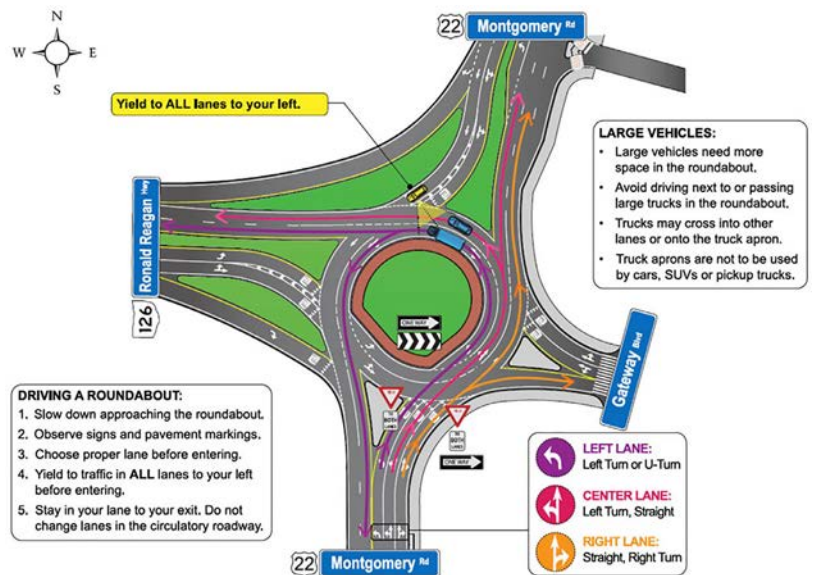 N
W E
S
22 Montgomery Rd
Yield to ALL lanes to your left.
LARGE VEHICLES:
• Large vehicles need more
space in the roundabout.
• Avoid driving next to or passing
large trucks in the roundabout.
• Trucks may cross into other
lanes or onto the truck apron.
• Truck aprons are not to be used
by cars, SUVs or pickup trucks.
Ronald Reagan Hwy
126
ONE WAY
Gateway Blvd
DRIVING A ROUNDABOUT:
1. Slow down approaching the roundabout.
2. Observe signs and pavement markings.
3. Choose proper lane before entering.
4. Yield to traffic in ALL lanes to your left
before entering.
5. Stay in your lane to your exit. Do not
change lanes in the circulatory roadway.
TO
BOTH
LANES
TO
BOTH
LANES
ONE WAY
LEFT LANE:
Left Turn or U-Turn
CENTER LANE:
Left Turn, Straight
RIGHT LANE:
Straight, Right Turn
22 Montgomery Rd